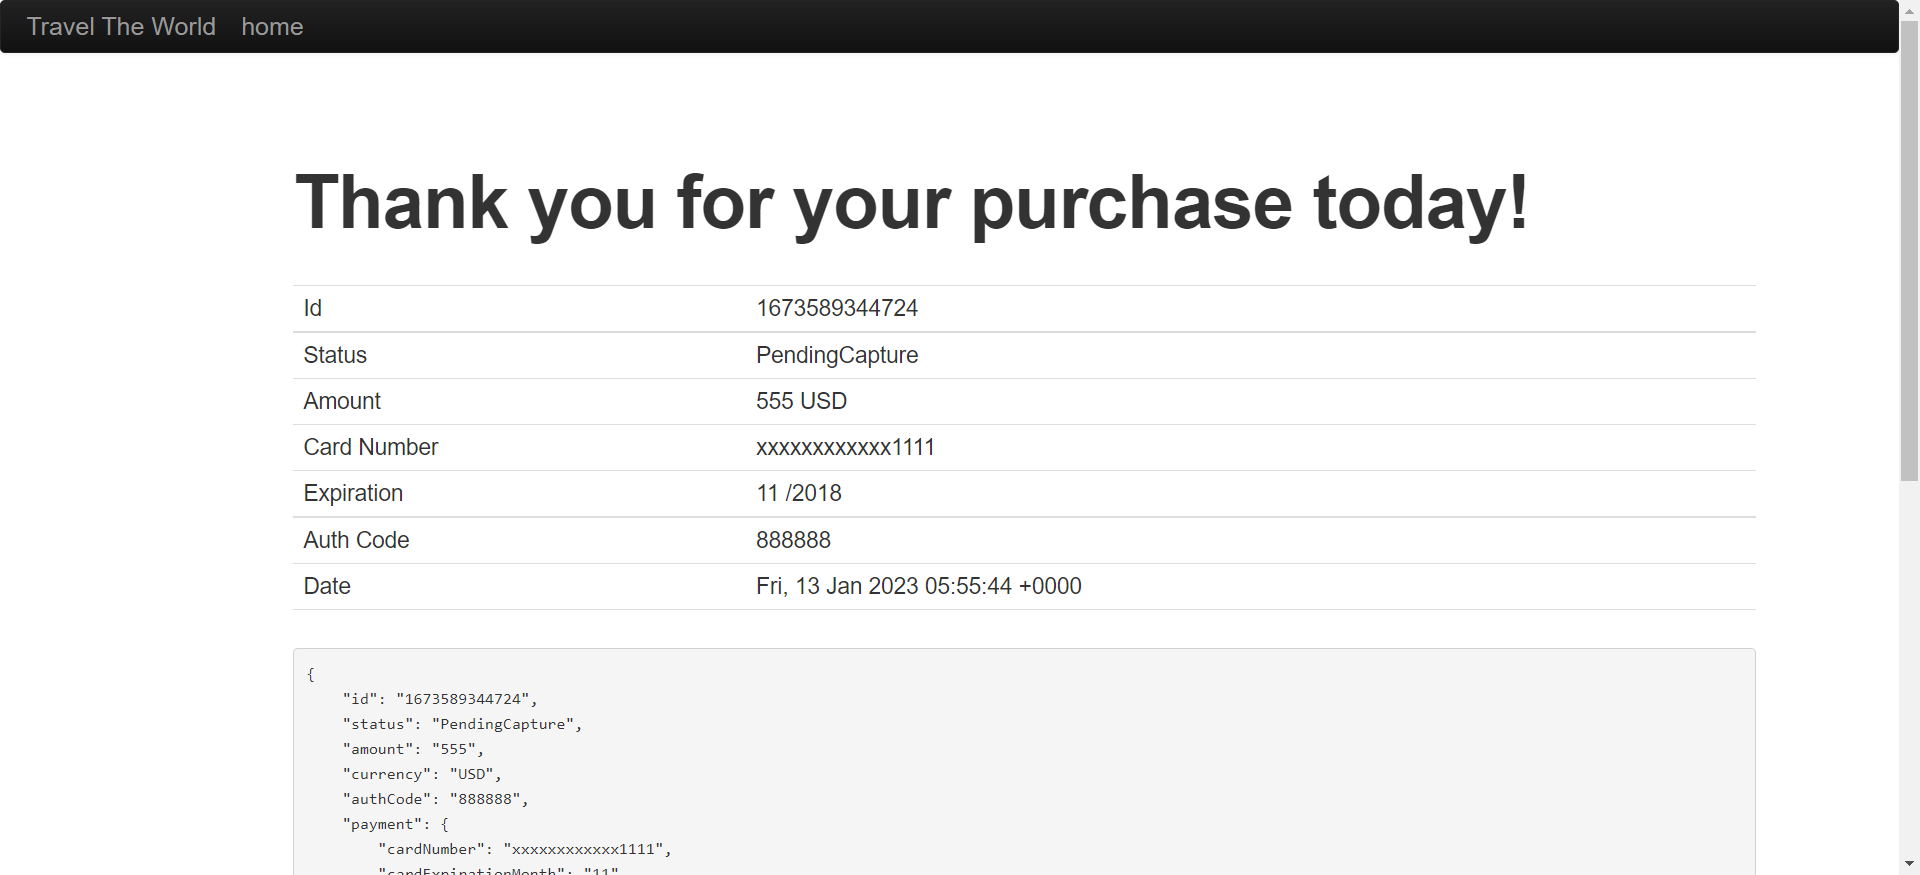 Travel The World home
Thank you for your purchase today!
Id 1673589344724
Status PendingCapture
Amount 555 USD
Card Number xxxxxxxxxxxx1111
Expiration 11 /2018
Auth Code 888888
Date Fri, 13 Jan 2023 05:55:44 +0000
{
"id": "1673589344724",
"status": "PendingCapture",
"amount": "555",
"currency": "USD",
"authCode": "888888",
"payment": {
"cardNumber": "xxxxxxxxxxxx1111",
"cardExpirationMonth": "11"